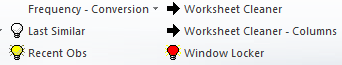 Frequency - Conversion
Worksheet Cleaner
Last Similar
Worksheet Cleaner - Columns
Recent Obs
Window Locker